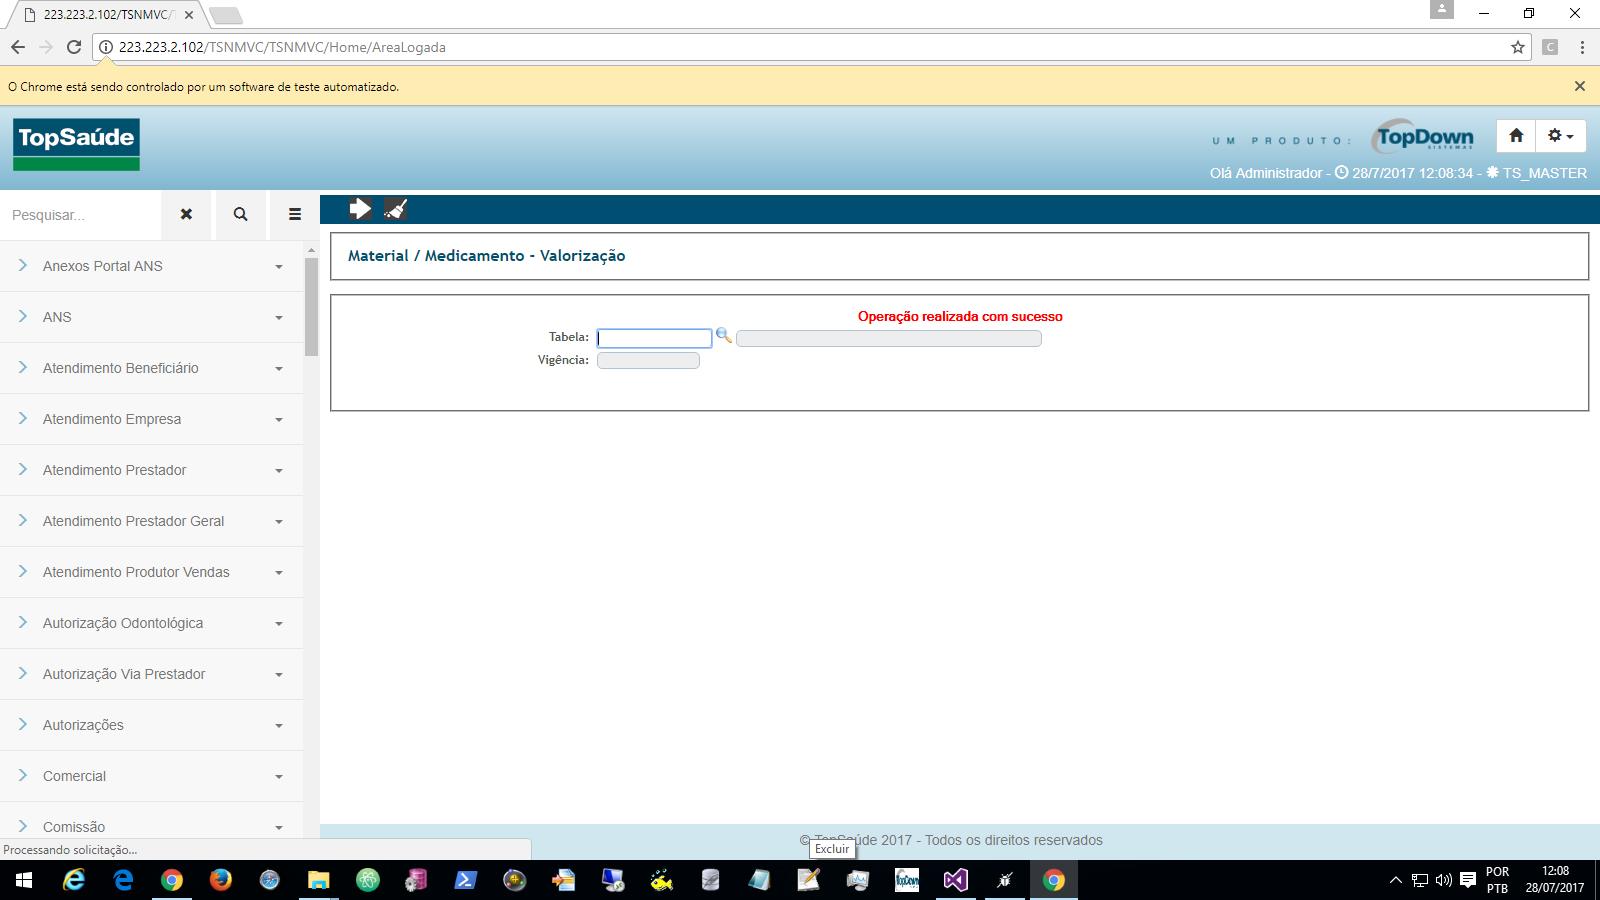 223.223.2.102/TSNMVC/T
223.223.2.102/TSNMVC/TSNMVC/Home/AreaLogada
C
O Chrome está sendo controlado por um software de teste automatizado.
TopSaúde
UM PRODUTO:
TopDown
SISTEMAS
Olá Administrador - 28/7/2017 12:08:34 - TS_MASTER
Pesquisar...
Material / Medicamento - Valorização
Operação realizada com sucesso
Tabela:
Vigência:
Anexos Portal ANS
ANS
Atendimento Beneficiário
Atendimento Empresa
Atendimento Prestador
Atendimento Prestador Geral
Atendimento Produtor Vendas
Autorização Odontológica
Autorização Via Prestador
Autorizações
Comercial
Comissão
© TopSaúde 2017 - Todos os direitos reservados
Excluir
Processando solicitação...
TopDown
POR
PTB
12:08
28/07/2017